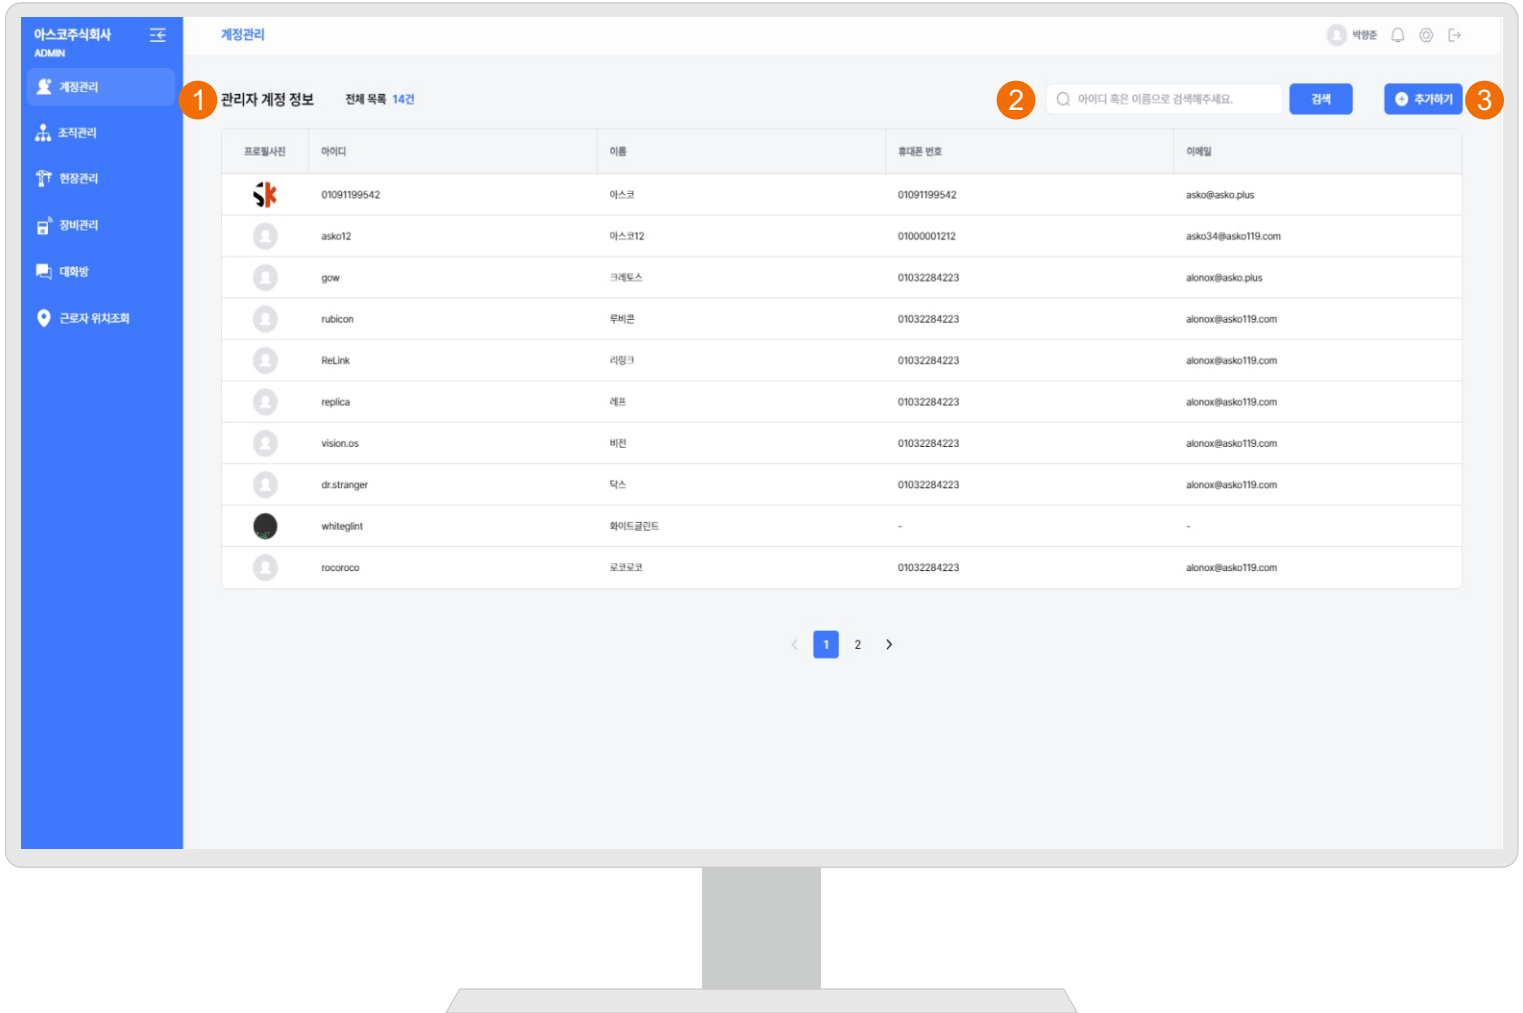 아스코주식회사
ADMIN
계정관리
조직관리
현장관리
장비관리
대화방
근로자 위치조회
계정관리
박향준
1 관리자 계정 정보 전체 목록 14건
2 아이디 혹은 이름으로 검색해주세요. 검색 추가하기 3
프로필사진 아이디 이름 휴대폰 번호 이메일
sk 01091199542 아스코 01091199542 asko@asko.plus
asko12 아스코12 01000001212 asko34@asko119.com
gow 크레토스 01032284223 alonox@asko.plus
rubicon 루비콘 01032284223 alonox@asko119.com
ReLink 리링크 01032284223 alonox@asko119.com
replica 레프 01032284223 alonox@asko119.com
vision.os 비전 01032284223 alonox@asko119.com
dr.stranger 닥스 01032284223 alonox@asko119.com
whiteglint 화이트글린트 - -
rocoroco 로코로코 01032284223 alonox@asko119.com
1 2